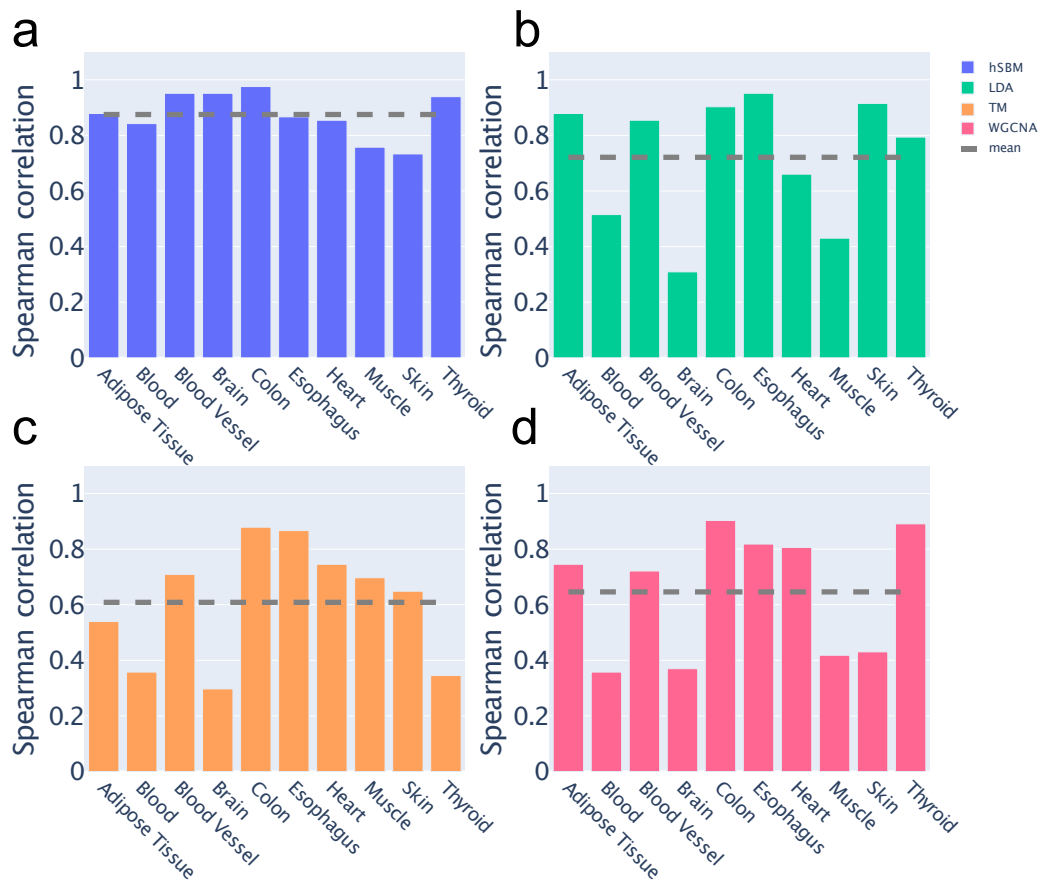 a
b
1
0.8
0.6
0.4
0.2
0
Spearman correlation
Adipose Tissue
Blood
Blood Vessel
Brain
Colon
Esophagus
Heart
Muscle
Skin
Thyroid
1
0.8
0.6
0.4
0.2
0
Spearman correlation
Adipose Tissue
Blood
Blood Vessel
Brain
Colon
Esophagus
Heart
Muscle
Skin
Thyroid
hSBM
LDA
TM
WGCNA
mean
c
d
1
0.8
0.6
0.4
0.2
0
Spearman correlation
Adipose Tissue
Blood
Blood Vessel
Brain
Colon
Esophagus
Heart
Muscle
Skin
Thyroid
1
0.8
0.6
0.4
0.2
0
Spearman correlation
Adipose Tissue
Blood
Blood Vessel
Brain
Colon
Esophagus
Heart
Muscle
Skin
Thyroid